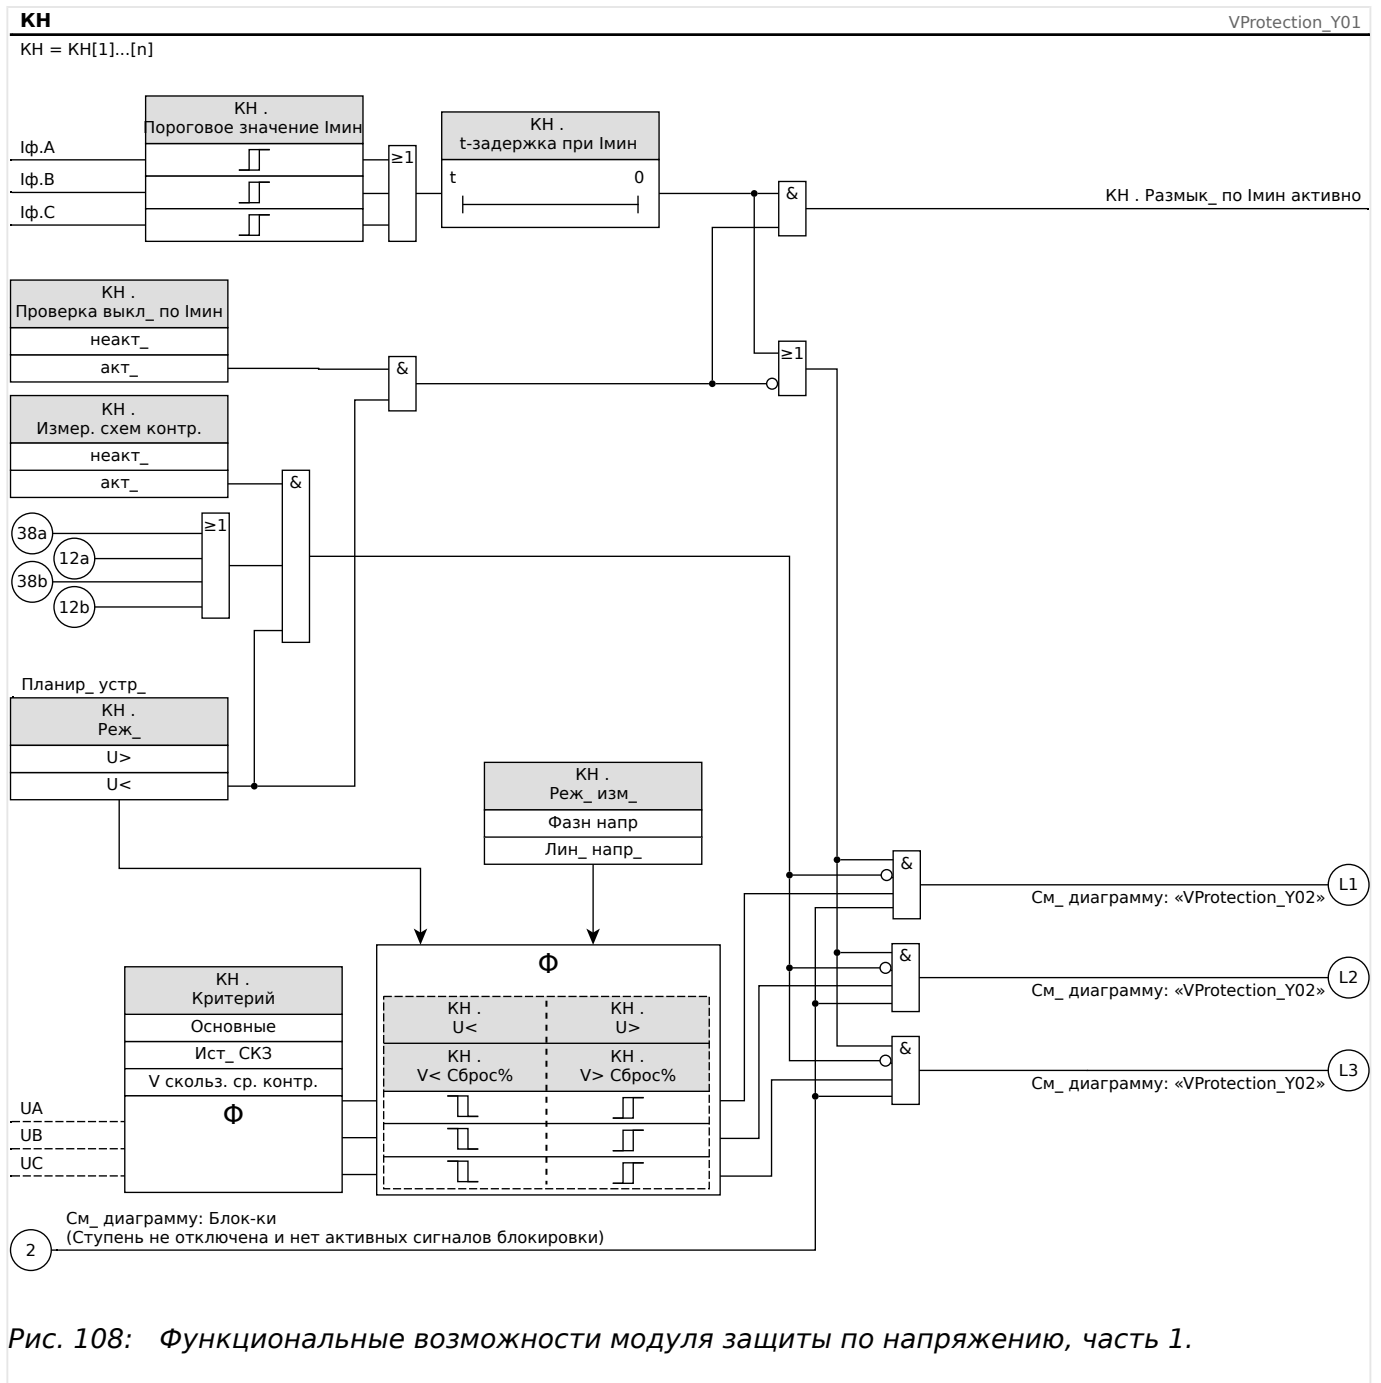 КН
VProtection_Y01
КН = КН[1]...[n]
КН .
Пороговое значение Iмин
Iф.A
Iф.B
Iф.C
≥1
КН .
t-задержка при Iмин
t
0
&
КН . Размык_ по Iмин активно
КН .
Проверка выкл_ по Iмин
неакт_
акт_
&
≥1
КН .
Измер. схем контр.
неакт_
акт_
&
38a
12a
38b
12b
≥1
Планир_ устр_
КН .
Реж_
U>
U<
КН .
Реж_ изм_
Фазн напр
Лин_ напр_
&
L1
См_ диаграмму: «VProtection_Y02»
&
L2
См_ диаграмму: «VProtection_Y02»
&
L3
См_ диаграмму: «VProtection_Y02»
КН .
Критерий
Основные
Ист_ СКЗ
V скольз. ср. контр.
Ф
UA
UB
UC
Ф
КН .
U<
КН .
U>
КН .
V< Сброс%
КН .
V> Сброс%
См_ диаграмму: Блок-ки
(Ступень не отключена и нет активных сигналов блокировки)
2
Рис. 108: Функциональные возможности модуля защиты по напряжению, часть 1.